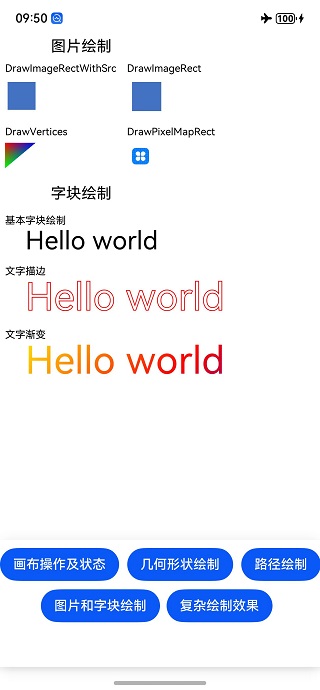 09:50
100
图片绘制
DrawImageRectWithSrc DrawImageRect
DrawVertices DrawPixelMapRect
字块绘制
基本字块绘制
Hello world
文字描边
Hello world
文字渐变
Hello world
画布操作及状态 几何形状绘制 路径绘制
图片和字块绘制 复杂绘制效果